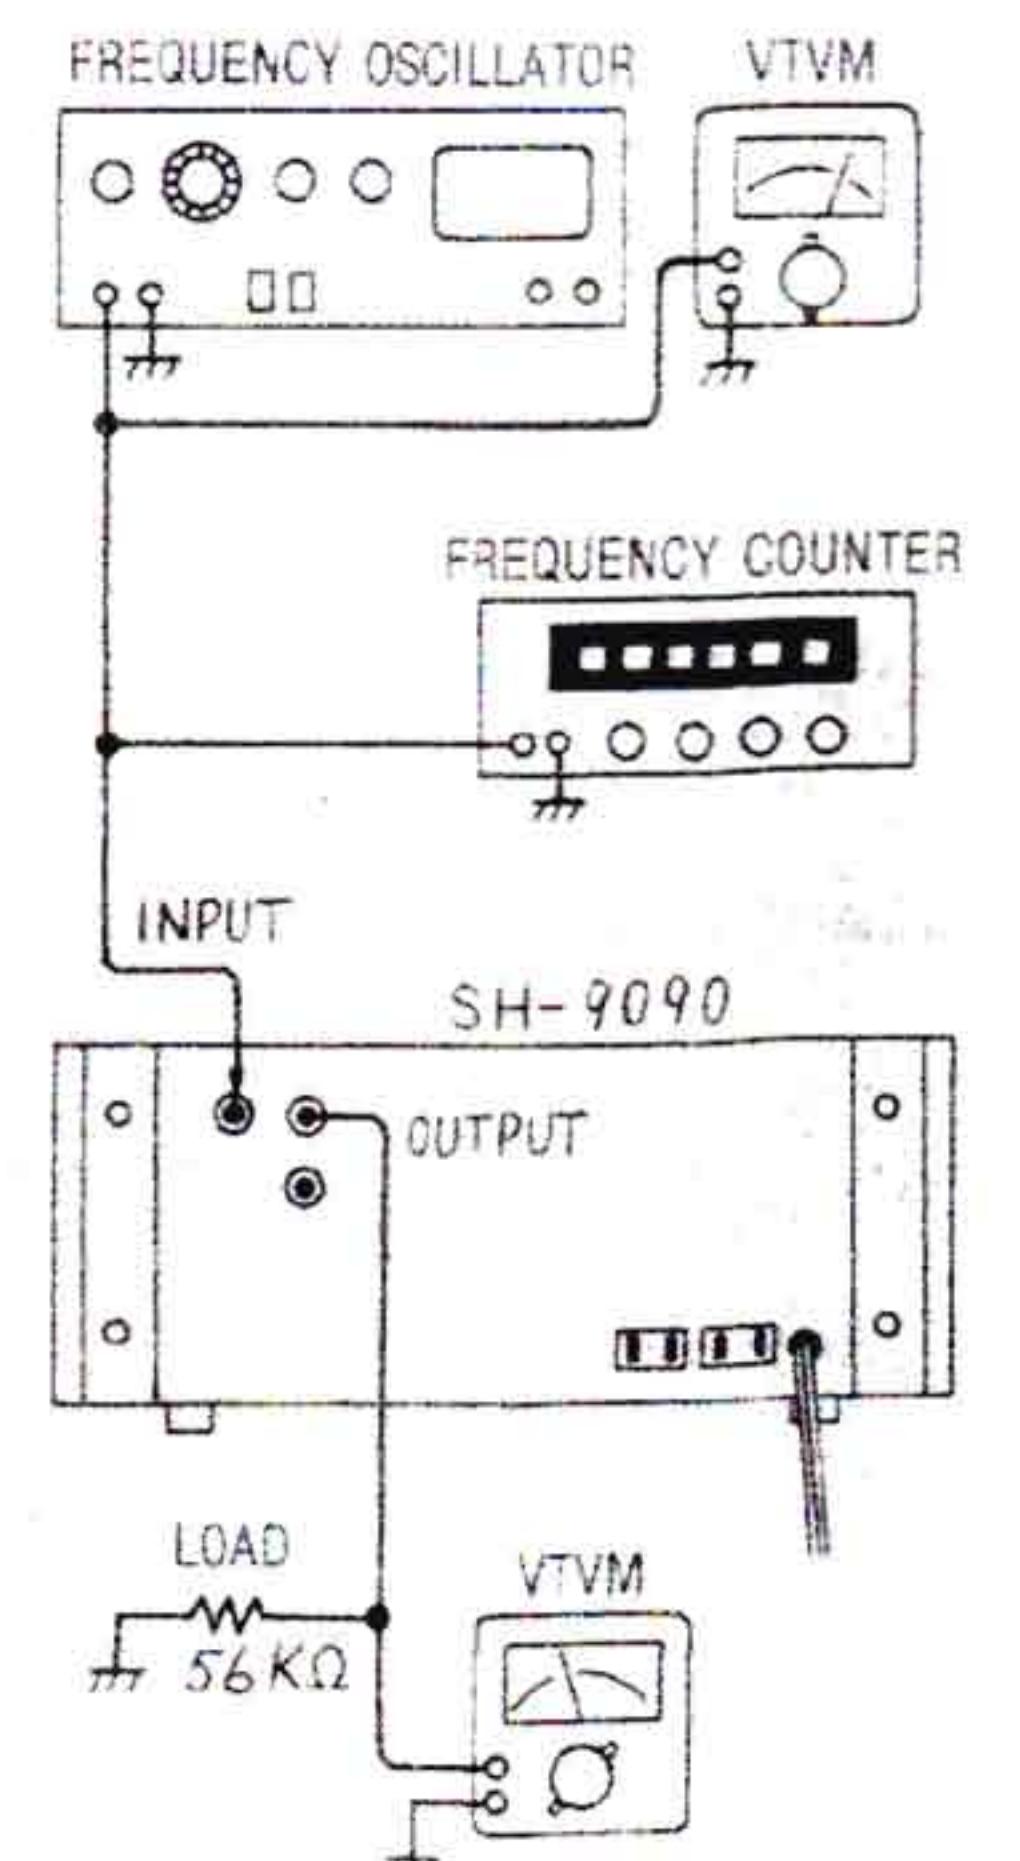 FREQUENCY OSCILLATOR
VTVM
FREQUENCY COUNTER
INPUT
SH-9090
OUTPUT
LOAD
56KΩ
VTVM